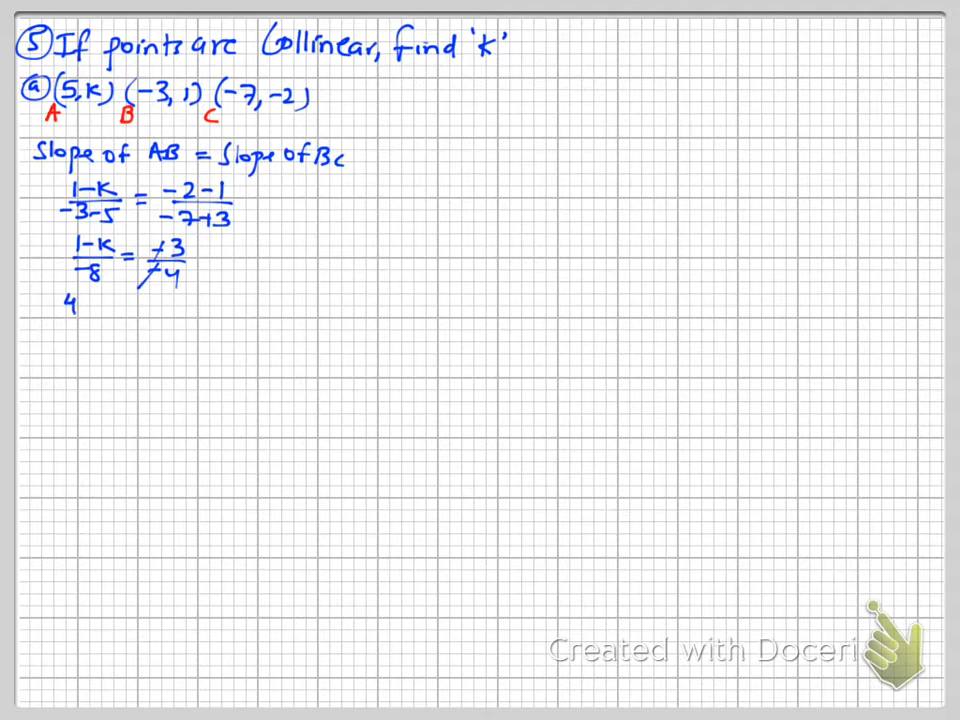 ⑤ If points are Collinear, find 'k'
ⓐ (5, k) (-3, 1) (-7, -2)
A B C
Slope of AB = Slope of BC
1-k/-3-5 = -2-1/-7+3
1-k/-8 = -3/-4
4
Created with Doceri